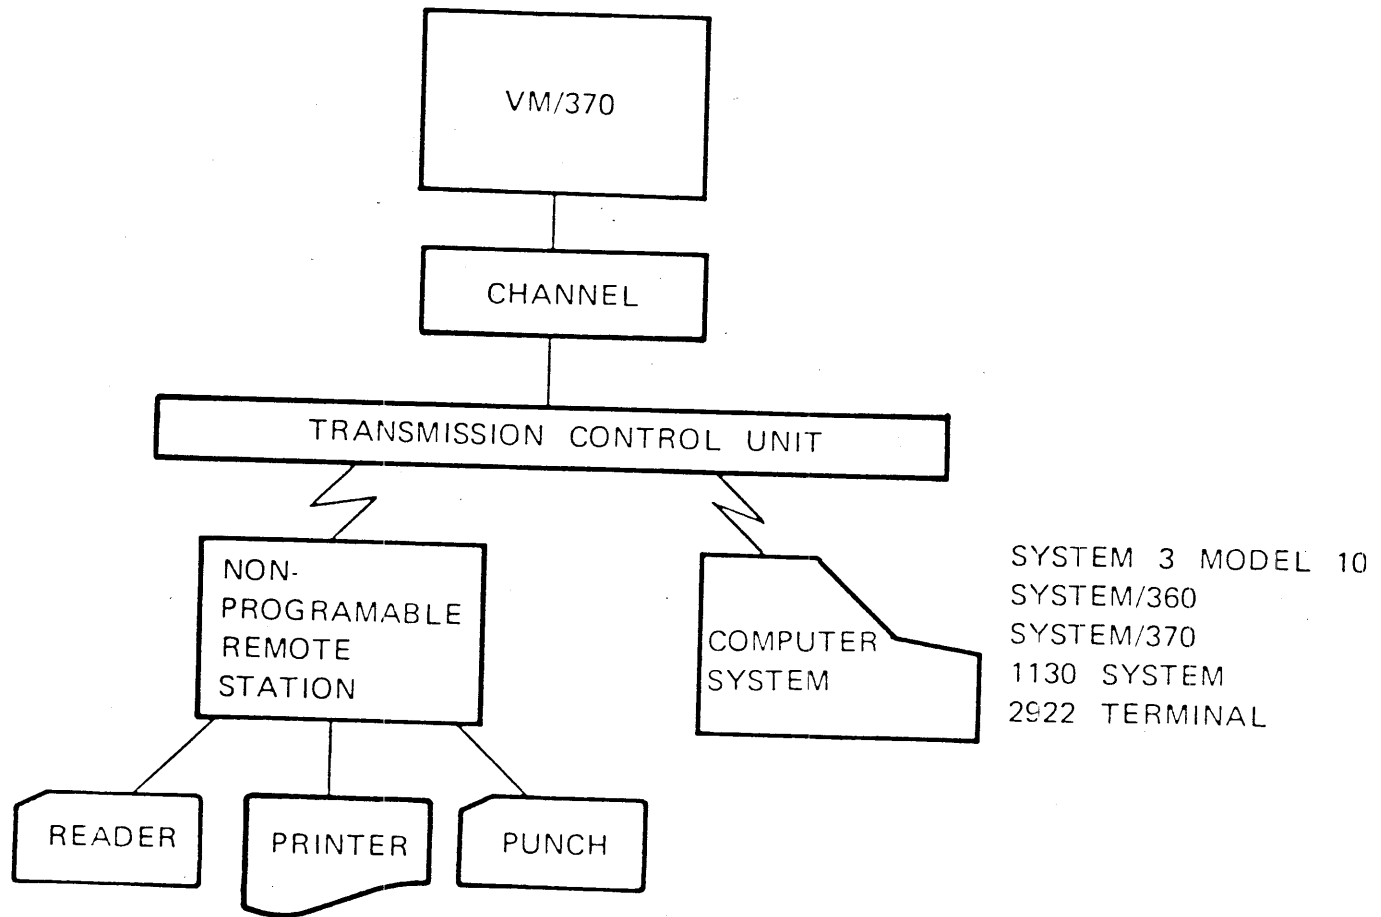 VM/370
CHANNEL
TRANSMISSION CONTROL UNIT
NON-
PROGRAMABLE
REMOTE
STATION
COMPUTER
SYSTEM
SYSTEM 3 MODEL 10
SYSTEM/360
SYSTEM/370
1130 SYSTEM
2922 TERMINAL
READER
PRINTER
PUNCH